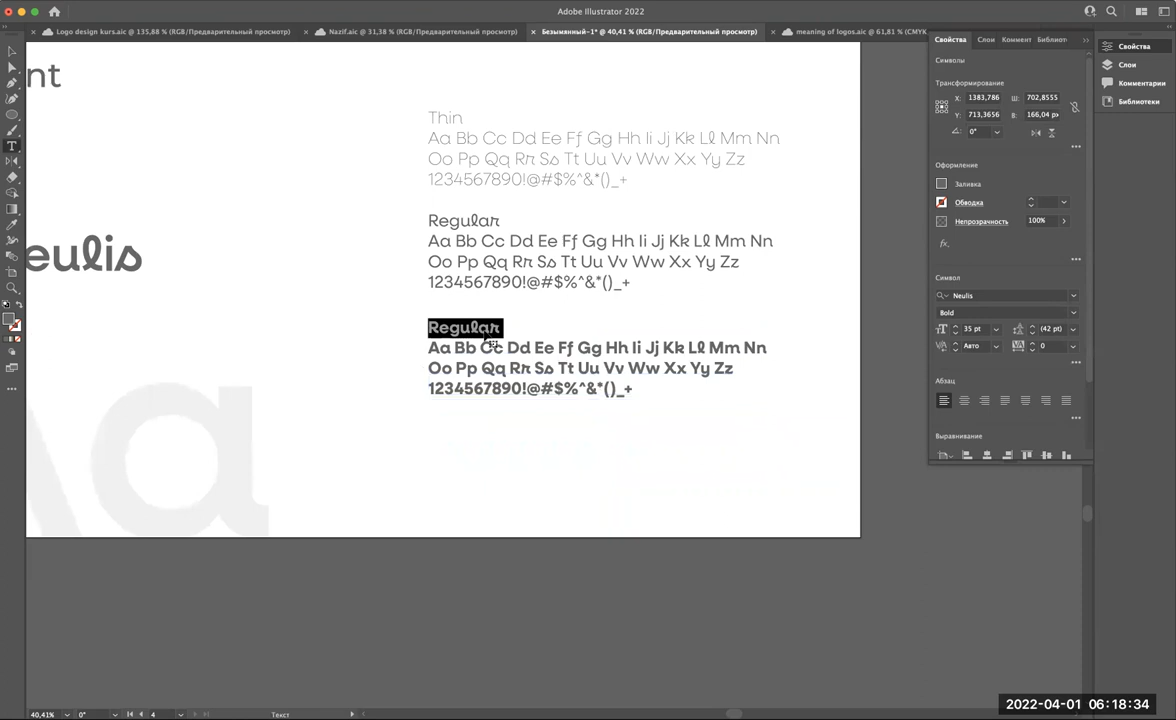 Adobe Illustrator 2022
Logo design kurs.aic @ 135,88 % (RGB/Предварительный просмотр)
Nazif.aic @ 31,38 % (RGB/Предварительный просмотр)
Безымянный-1* @ 40,41 % (RGB/Предварительный просмотр)
meaning of logos.aic @ 61,81 % (CMYK
Свойства
Слои
Коммент
Библиот
Свойства
Слои
Комментарии
Библиотеки
Символы
Трансформирование
X: 1383,786
Ш: 702,8555
Y: 713,3656
В: 166,04 px
0°
Оформление
Заливка
Обводка
Непрозрачность
100%
fx.
Символ
Neulis
Bold
35 pt
(42 pt)
Авто
0
Абзац
Выравнивание
nt
eulis
a
Thin
Aa Bb Cc Dd Ee Ff Gg Hh Ii Jj Kk Ll Mm Nn
Oo Pp Qq Rr Ss Tt Uu Vv Ww Xx Yy Zz
1234567890!@#$%^&*()_+
Regular
Aa Bb Cc Dd Ee Ff Gg Hh Ii Jj Kk Ll Mm Nn
Oo Pp Qq Rr Ss Tt Uu Vv Ww Xx Yy Zz
1234567890!@#$%^&*()_+
Regular
Aa Bb Cc Dd Ee Ff Gg Hh Ii Jj Kk Ll Mm Nn
Oo Pp Qq Rr Ss Tt Uu Vv Ww Xx Yy Zz
1234567890!@#$%^&*()_+
40,41%
0°
4
Текст
2022-04-01 06:18:34